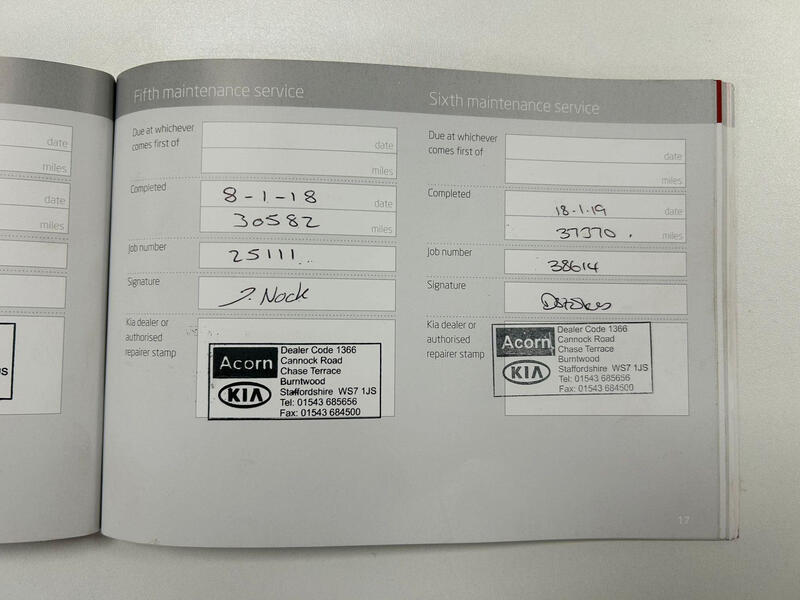 Fifth maintenance service
Due at whichever
comes first of
date
miles
Completed
8-1-18
date
30582
miles
Job number
25111
Signature
J. Nock
Kia dealer or
authorised
repairer stamp
Acorn
KIA
Dealer Code 1366
Cannock Road
Chase Terrace
Burntwood
Staffordshire WS7 1JS
Tel: 01543 685656
Fax: 01543 684500
Sixth maintenance service
Due at whichever
comes first of
date
miles
Completed
18.1.19
date
37370.
miles
Job number
38614
Signature
Kia dealer or
authorised
repairer stamp
Acorn
KIA
Dealer Code 1366
Cannock Road
Chase Terrace
Burntwood
Staffordshire WS7 1JS
Tel: 01543 685656
Fax: 01543 684500
date
miles
date
miles
JS
17